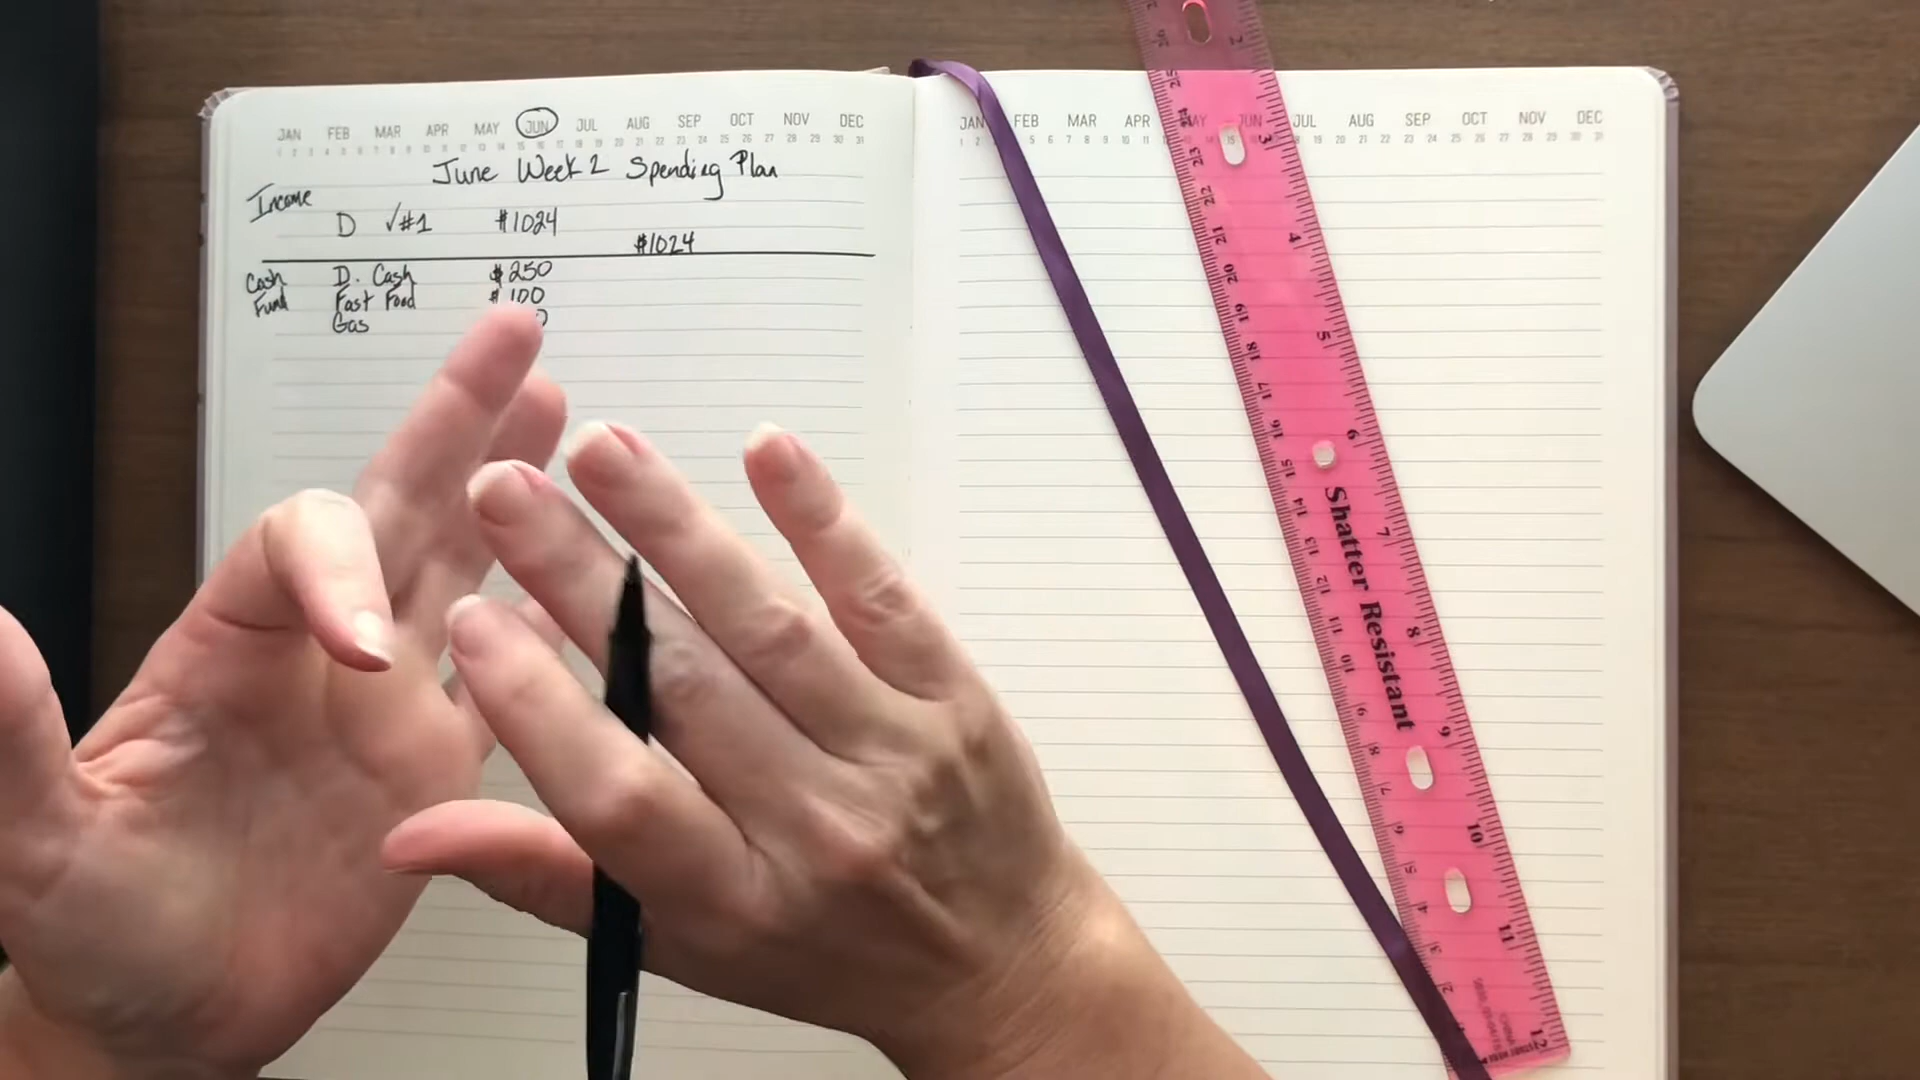 JAN FEB MAR APR MAY JUN JUL AUG SEP OCT NOV DEC
June Week 2 Spending Plan
Income
D √#1 $1024
$1024
Cash D. Cash $250
Fund Fast Food $100
Gas
JAN FEB MAR APR MAY JUN JUL AUG SEP OCT NOV DEC
Shatter Resistant